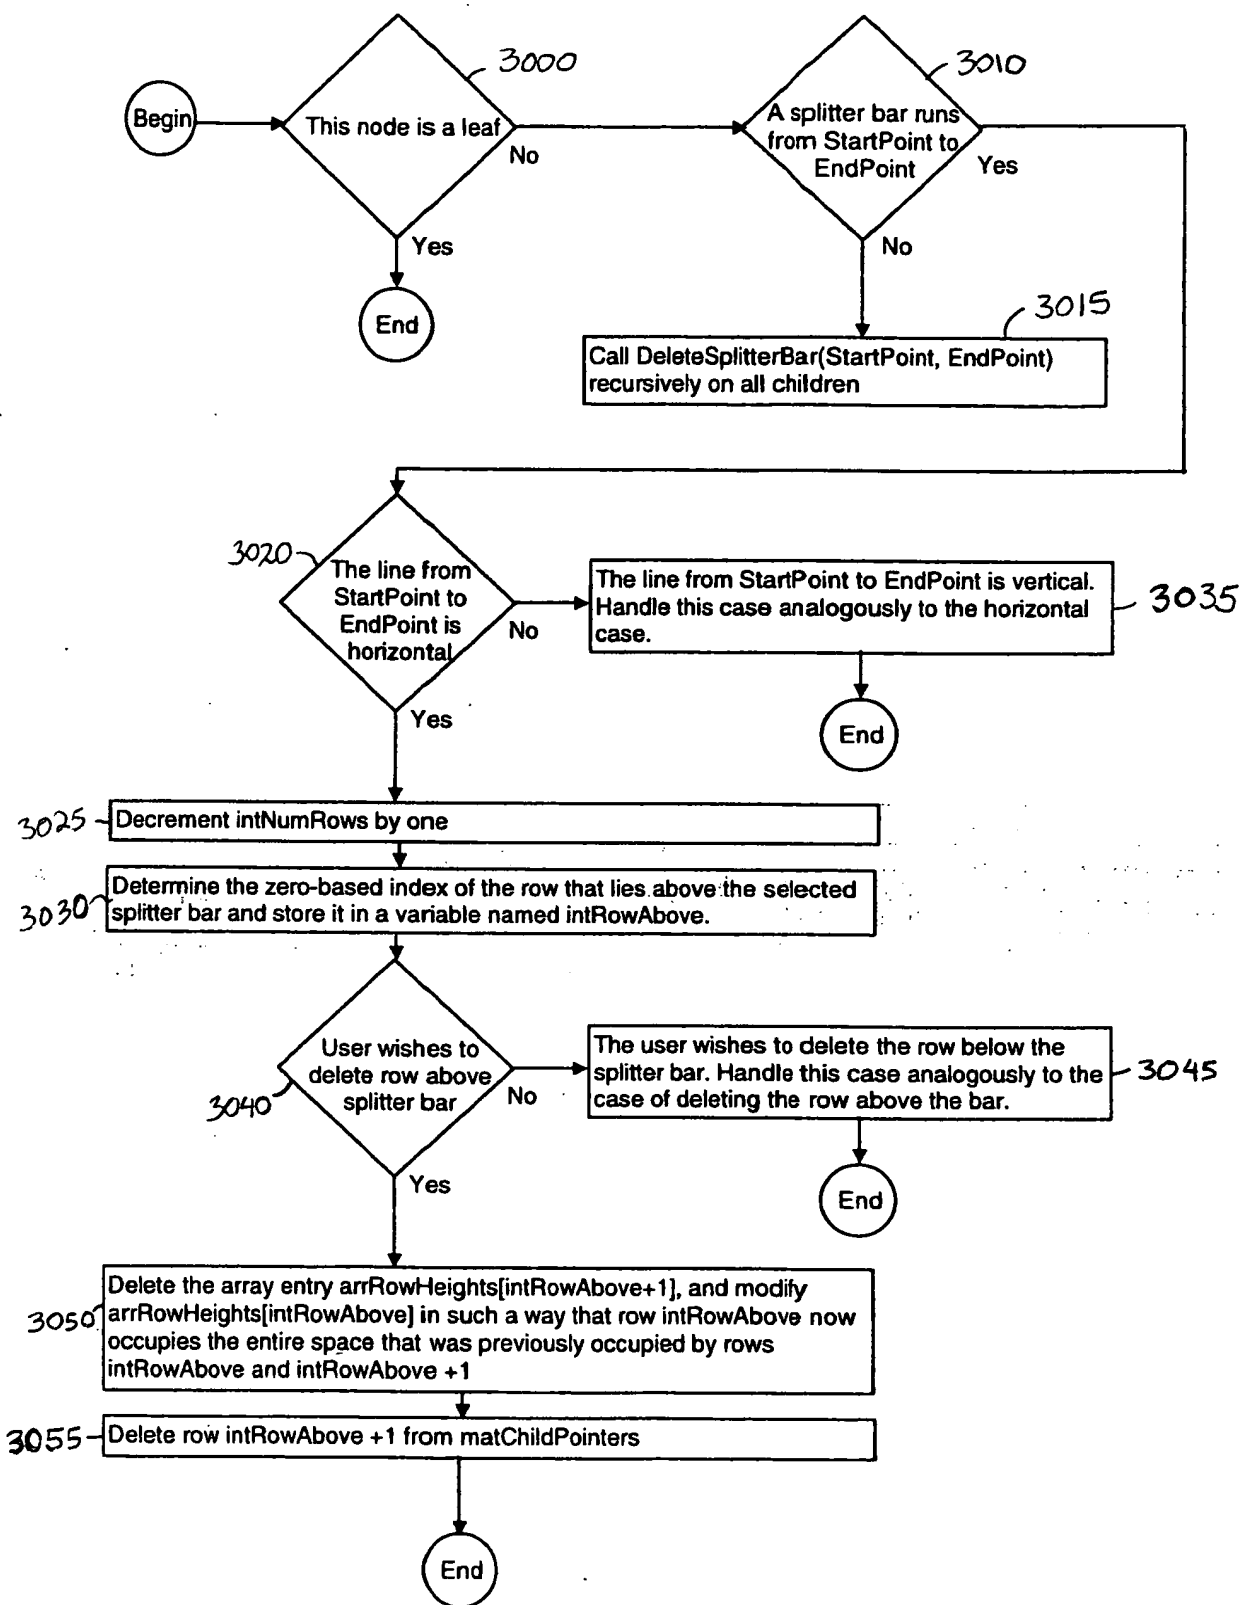 3000
3010
Begin
This node is a leaf
No
A splitter bar runs
from StartPoint to
EndPoint
Yes
Yes
No
End
3015
Call DeleteSplitterBar(StartPoint, EndPoint)
recursively on all children
3020
The line from
StartPoint to
EndPoint is
horizontal
No
The line from StartPoint to EndPoint is vertical.
Handle this case analogously to the horizontal
case.
3035
Yes
End
3025
Decrement intNumRows by one
3030
Determine the zero-based index of the row that lies above the selected
splitter bar and store it in a variable named intRowAbove.
User wishes to
delete row above
splitter bar
3040
No
The user wishes to delete the row below the
splitter bar. Handle this case analogously to the
case of deleting the row above the bar.
3045
Yes
End
3050
Delete the array entry arrRowHeights[intRowAbove+1], and modify
arrRowHeights[intRowAbove] in such a way that row intRowAbove now
occupies the entire space that was previously occupied by rows
intRowAbove and intRowAbove +1
3055
Delete row intRowAbove +1 from matChildPointers
End